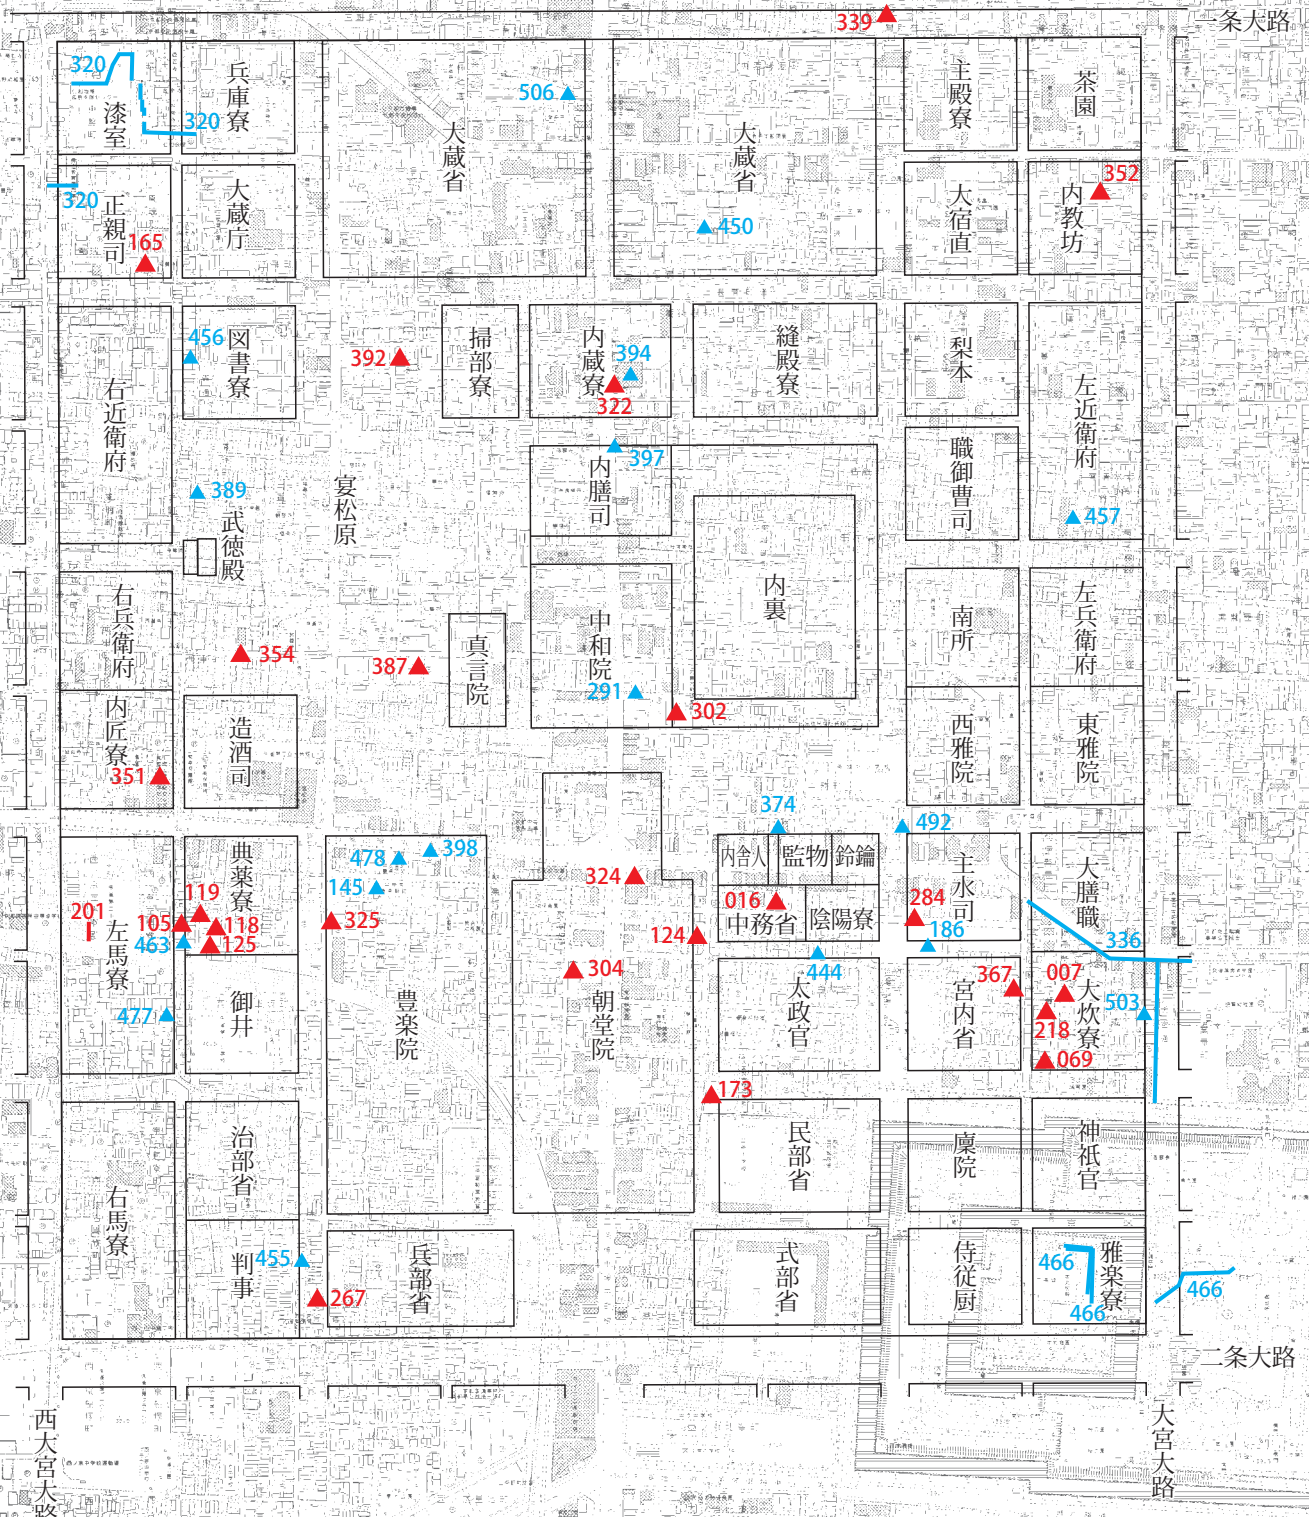 339
一条大路
320
漆室
320
兵庫寮
大蔵省
506
大蔵省
主殿寮
茶園
320
正親司
165
大蔵庁
450
大宿直
内教坊
352
右近衛府
456
図書寮
392
掃部寮
内蔵寮
394
322
縫殿寮
梨本
左近衛府
457
389
武徳殿
宴松原
397
内膳司
職御曹司
右兵衛府
354
387
真言院
中和院
291
302
内裏
南所
左兵衛府
内匠寮
351
造酒司
西雅院
東雅院
374
492
左馬寮
201
典薬寮
119
105
118
125
463
477
御井
478
398
145
325
豊楽院
324
124
304
朝堂院
内舎人
監物
鈴鑰
016
中務省
陰陽寮
444
太政官
主水司
284
186
大膳職
336
宮内省
367
007
大炊寮
218
069
503
173
右馬寮
治部省
判事
455
267
兵部省
民部省
式部省
廩院
神祇官
侍従厨
雅楽寮
466
466
466
二条大路
西大宮大路
大宮大路